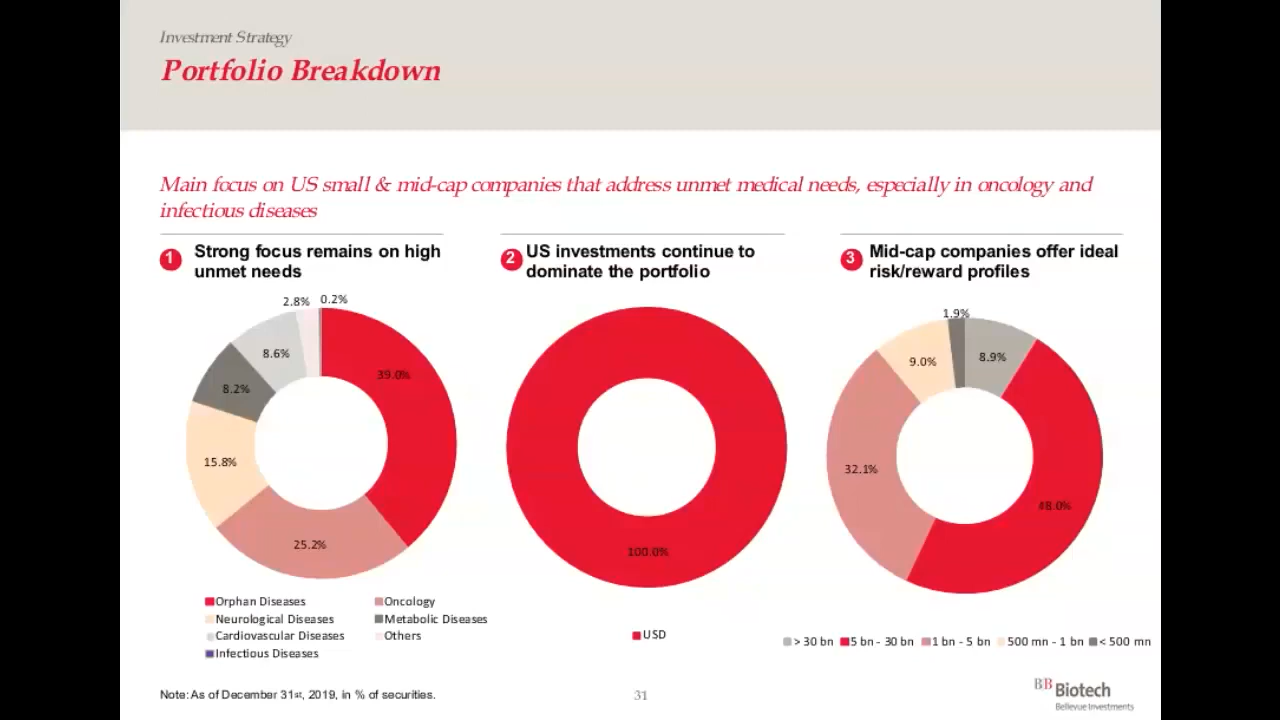 Investment Strategy
Portfolio Breakdown
Main focus on US small & mid-cap companies that address unmet medical needs, especially in oncology and
infectious diseases
1 Strong focus remains on high
unmet needs
2.8% 0.2%
8.6%
39.0%
8.2%
15.8%
25.2%
Orphan Diseases Oncology
Neurological Diseases Metabolic Diseases
Cardiovascular Diseases Others
Infectious Diseases
2 US investments continue to
dominate the portfolio
100.0%
USD
3 Mid-cap companies offer ideal
risk/reward profiles
1.9%
9.0% 8.9%
32.1%
48.0%
> 30 bn 5 bn - 30 bn 1 bn - 5 bn 500 mn - 1 bn < 500 mn
Note: As of December 31st, 2019, in % of securities.
31
BB Biotech
Bellevue Investments